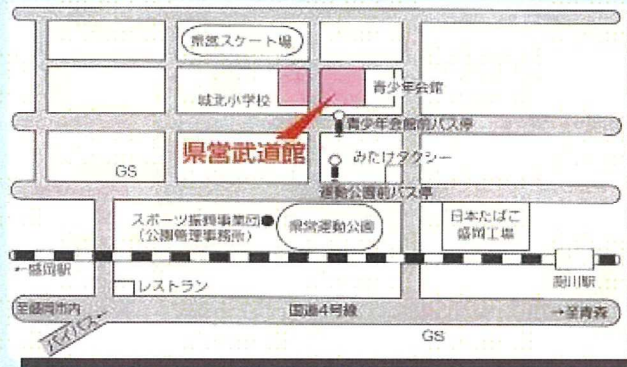 県営スケート場
城北小学校
青少年会館
青少年会館前バス停
県営武道館
みたけタクシー
GS
運動公園前バス停
スポーツ振興事業団
(公園管理事務所)
県営運動公園
日本たばこ
盛岡工場
←盛岡駅
厨川駅
レストラン
至盛岡市内
国道4号線
→至青森
バイパス
GS